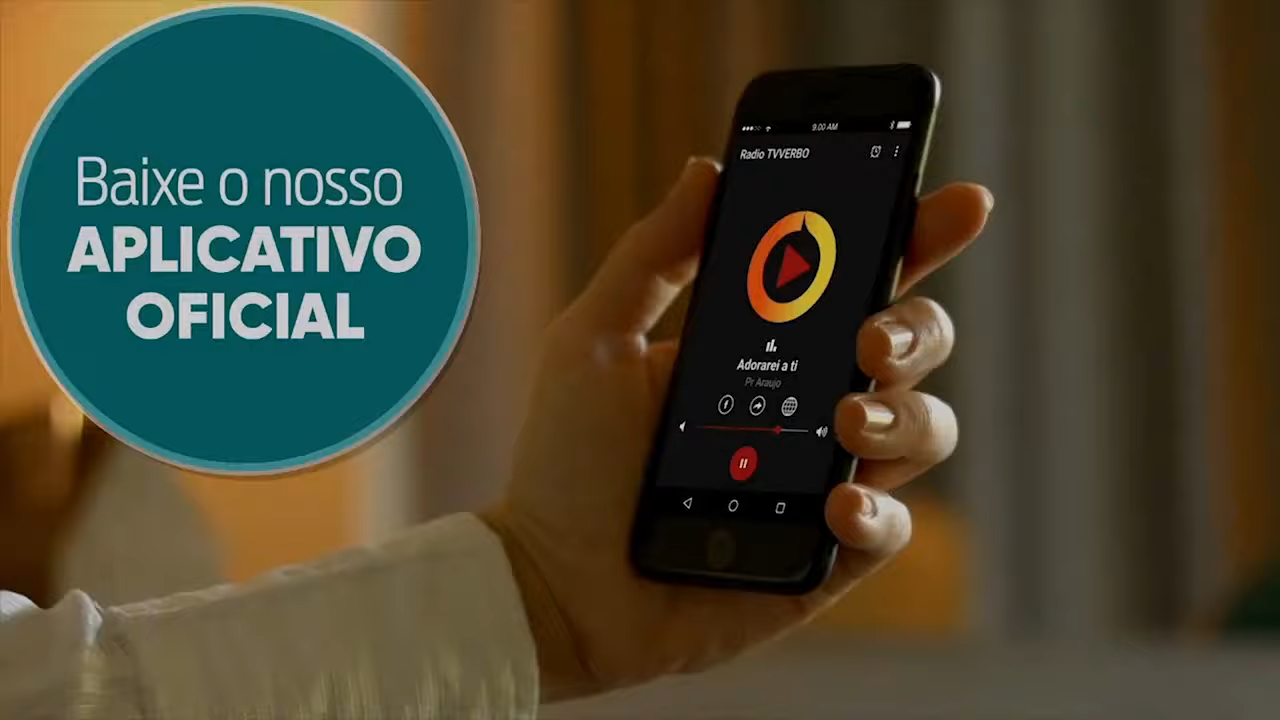 Baixe o nosso
APLICATIVO
OFICIAL
9:00 AM
Radio TVVERBO
Adorarei a ti
Pr Araujo